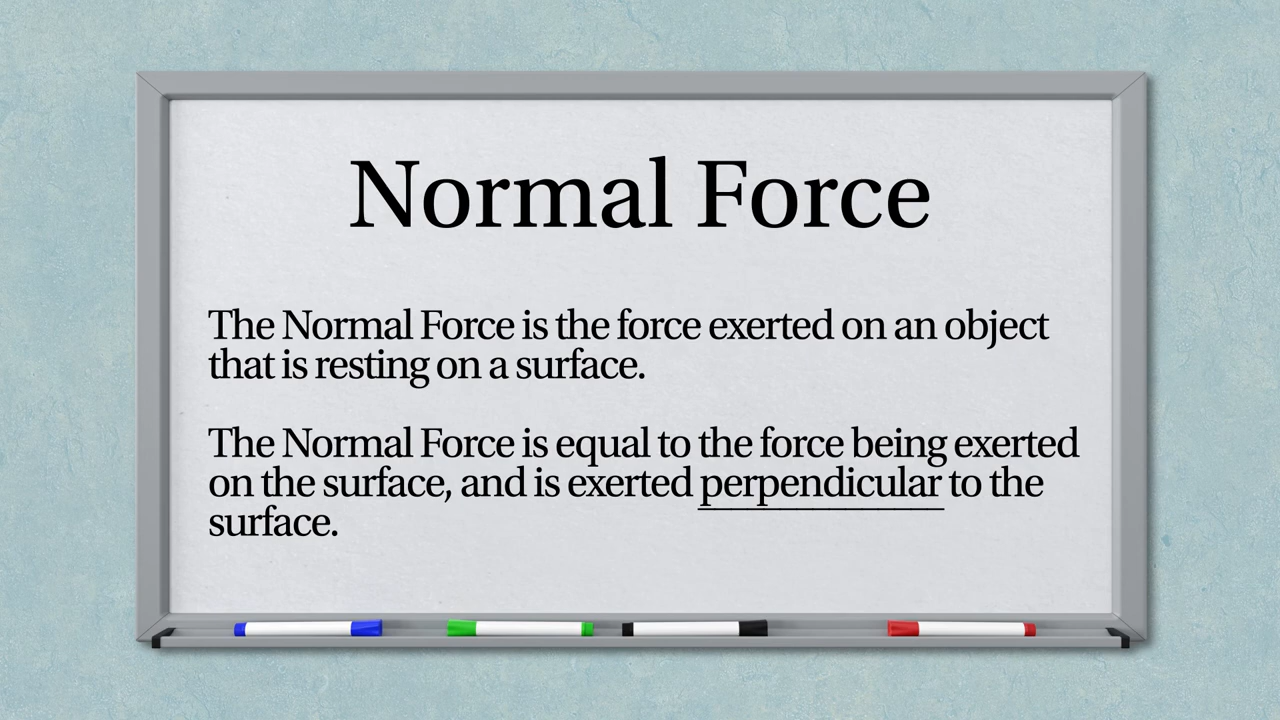 Normal Force
The Normal Force is the force exerted on an object
that is resting on a surface.
The Normal Force is equal to the force being exerted
on the surface, and is exerted perpendicular to the
surface.